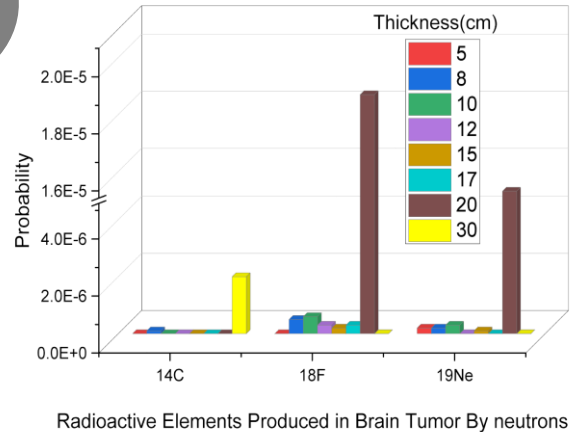 Thickness(cm)
5
8
10
12
15
17
20
30
Probability
2.0E-5
1.8E-5
1.6E-5
4.0E-6
2.0E-6
0.0E+0
14C
18F
19Ne
Radioactive Elements Produced in Brain Tumor By neutrons